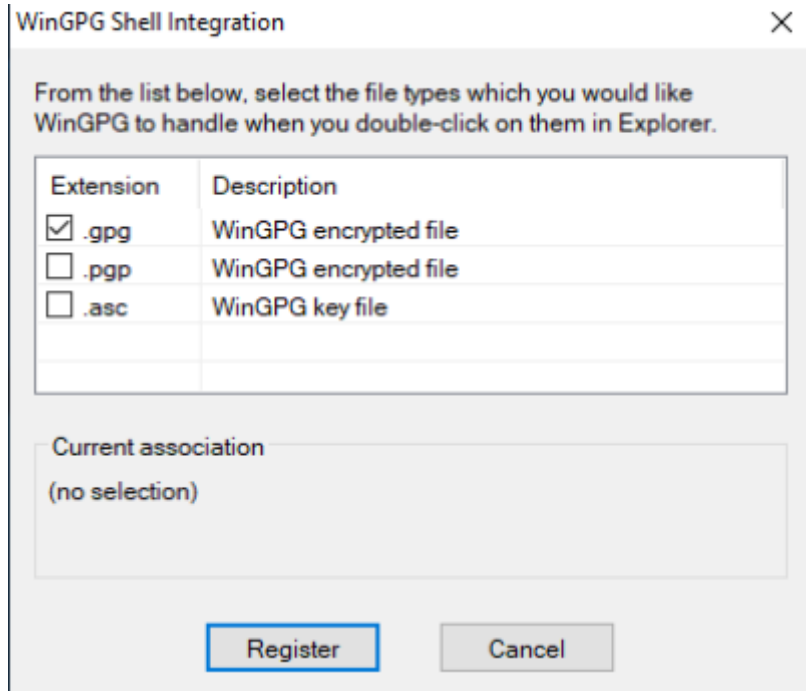 WinGPG Shell Integration
From the list below, select the file types which you would like
WinGPG to handle when you double-click on them in Explorer.
Extension Description
.gpg WinGPG encrypted file
.pgp WinGPG encrypted file
.asc WinGPG key file
Current association
(no selection)
Register Cancel